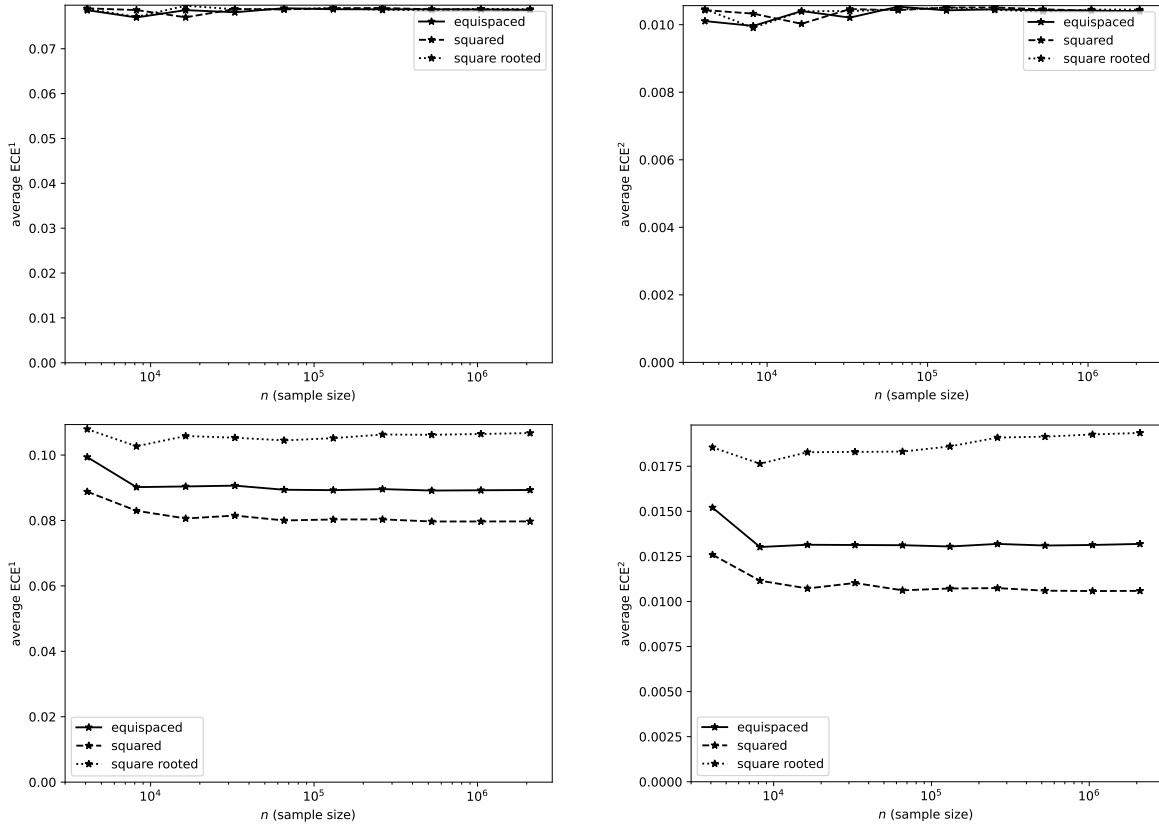 0.07
0.06
0.05
0.04
0.03
0.02
0.01
0.00
average ECE¹
10⁴
10⁵
10⁶
n (sample size)
equispaced
squared
square rooted
0.010
0.008
0.006
0.004
0.002
0.000
average ECE²
10⁴
10⁵
10⁶
n (sample size)
equispaced
squared
square rooted
0.10
0.08
0.06
0.04
0.02
0.00
average ECE¹
10⁴
10⁵
10⁶
n (sample size)
equispaced
squared
square rooted
0.0175
0.0150
0.0125
0.0100
0.0075
0.0050
0.0025
0.0000
average ECE²
10⁴
10⁵
10⁶
n (sample size)
equispaced
squared
square rooted